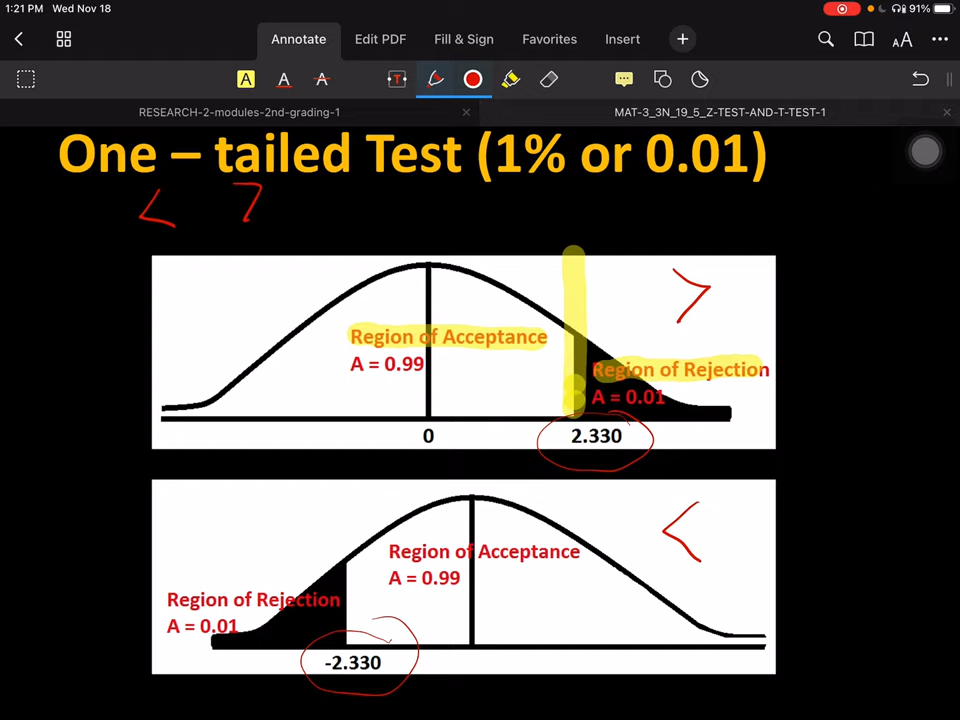 1:21 PM Wed Nov 18
91%
Annotate Edit PDF Fill & Sign Favorites Insert
AA
A A A T
RESEARCH-2-modules-2nd-grading-1
MAT-3_3N_19_5_Z-TEST-AND-T-TEST-1
One – tailed Test (1% or 0.01)
< >
>
Region of Acceptance
A = 0.99
Region of Rejection
A = 0.01
0
2.330
<
Region of Acceptance
A = 0.99
Region of Rejection
A = 0.01
-2.330